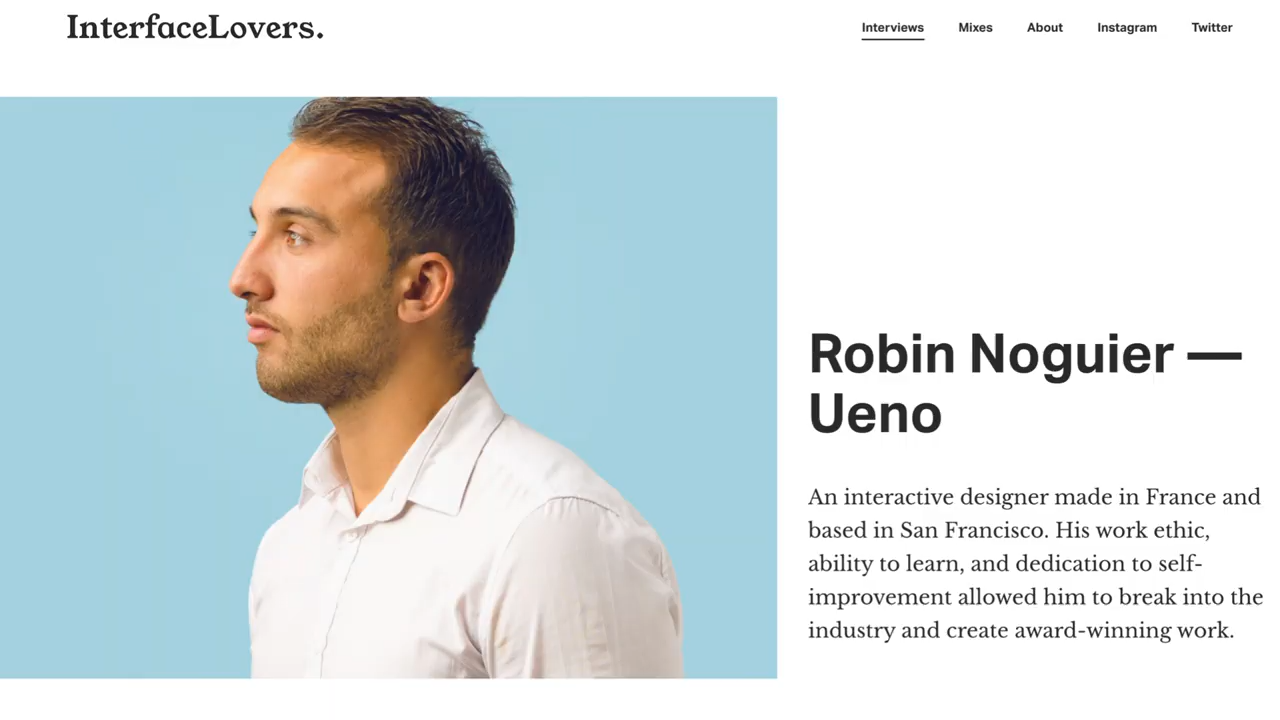 InterfaceLovers.
Interviews Mixes About Instagram Twitter
Robin Noguier —
Ueno
An interactive designer made in France and
based in San Francisco. His work ethic,
ability to learn, and dedication to self-
improvement allowed him to break into the
industry and create award-winning work.